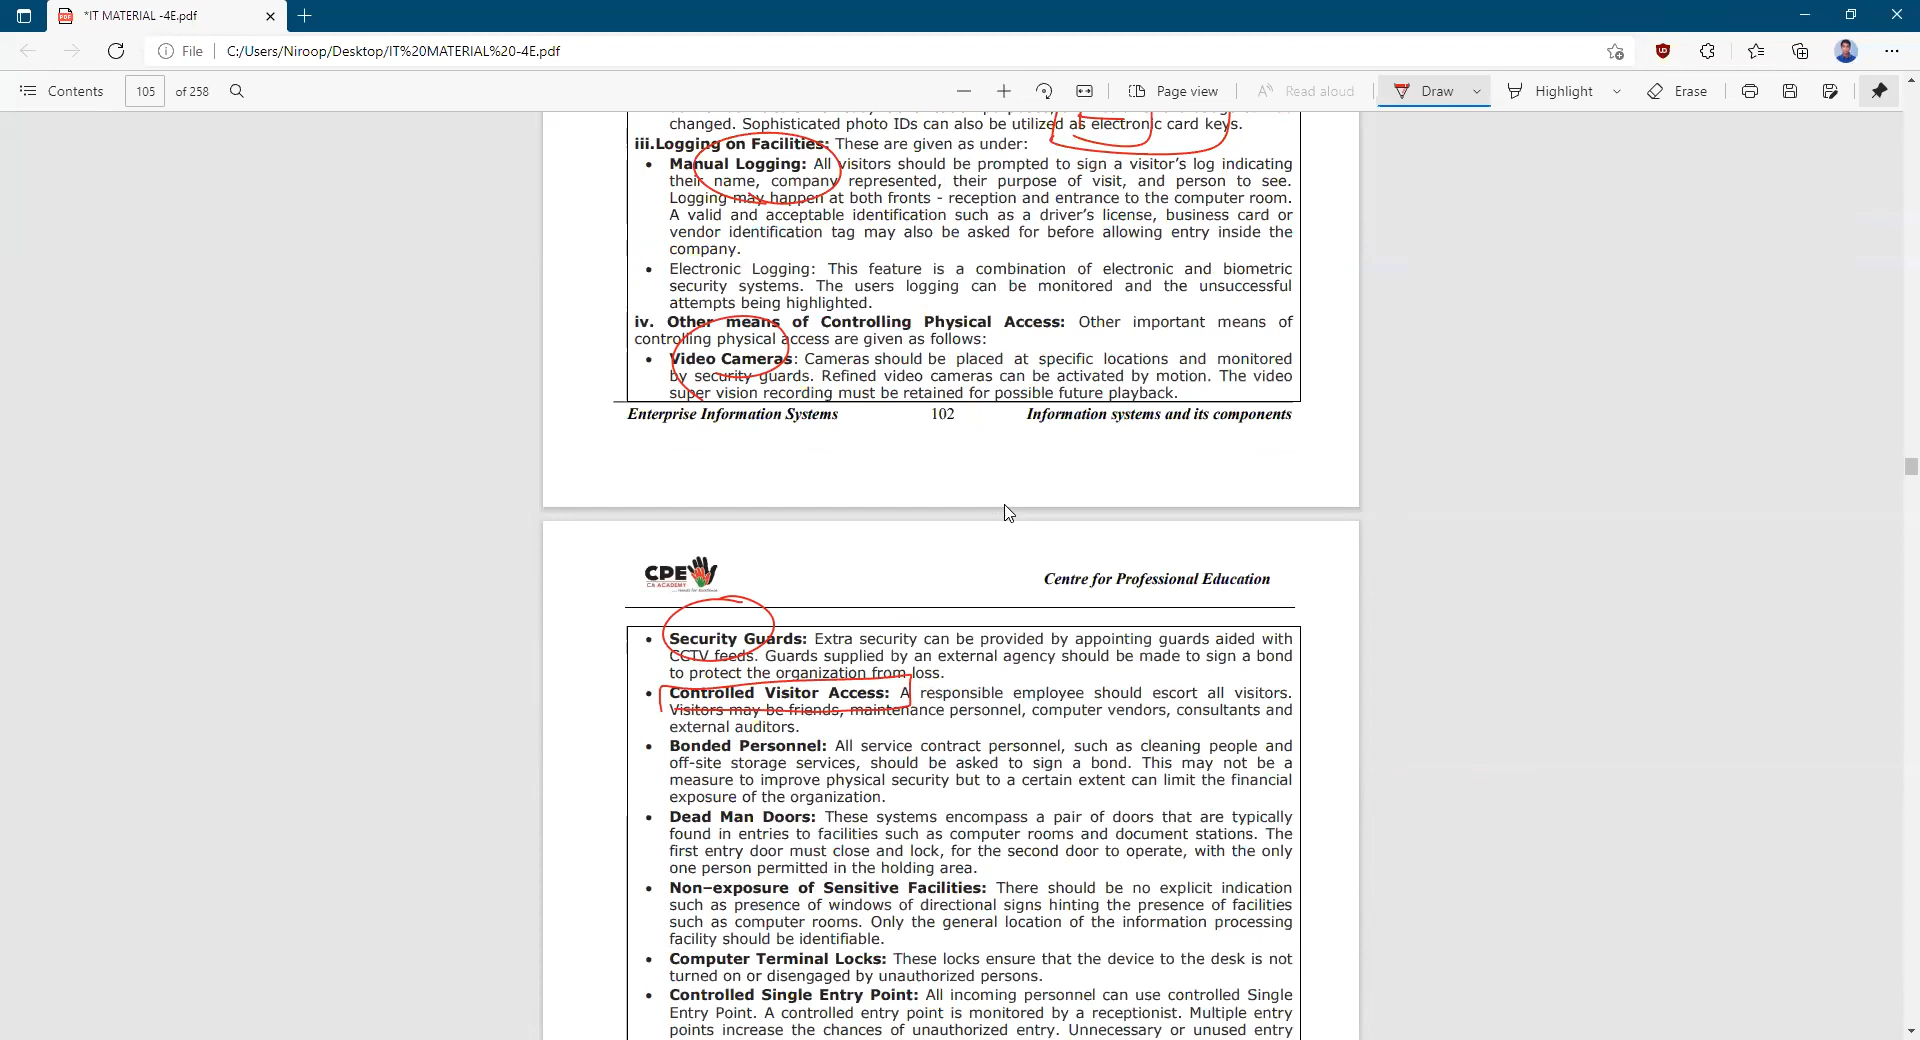 *IT MATERIAL -4E.pdf
File C:/Users/Niroop/Desktop/IT%20MATERIAL%20-4E.pdf
Contents 105 of 258 Page view Read aloud Draw Highlight Erase
changed. Sophisticated photo IDs can also be utilized as electronic card keys.
iii.Logging on Facilities: These are given as under:
• Manual Logging: All visitors should be prompted to sign a visitor's log indicating
their name, company represented, their purpose of visit, and person to see.
Logging may happen at both fronts - reception and entrance to the computer room.
A valid and acceptable identification such as a driver's license, business card or
vendor identification tag may also be asked for before allowing entry inside the
company.
• Electronic Logging: This feature is a combination of electronic and biometric
security systems. The users logging can be monitored and the unsuccessful
attempts being highlighted.
iv. Other means of Controlling Physical Access: Other important means of
controlling physical access are given as follows:
• Video Cameras: Cameras should be placed at specific locations and monitored
by security guards. Refined video cameras can be activated by motion. The video
super vision recording must be retained for possible future playback.
Enterprise Information Systems 102 Information systems and its components
CPE
CA ACADEMY
Centre for Professional Education
• Security Guards: Extra security can be provided by appointing guards aided with
CCTV feeds. Guards supplied by an external agency should be made to sign a bond
to protect the organization from loss.
• Controlled Visitor Access: A responsible employee should escort all visitors.
Visitors may be friends, maintenance personnel, computer vendors, consultants and
external auditors.
• Bonded Personnel: All service contract personnel, such as cleaning people and
off-site storage services, should be asked to sign a bond. This may not be a
measure to improve physical security but to a certain extent can limit the financial
exposure of the organization.
• Dead Man Doors: These systems encompass a pair of doors that are typically
found in entries to facilities such as computer rooms and document stations. The
first entry door must close and lock, for the second door to operate, with the only
one person permitted in the holding area.
• Non–exposure of Sensitive Facilities: There should be no explicit indication
such as presence of windows of directional signs hinting the presence of facilities
such as computer rooms. Only the general location of the information processing
facility should be identifiable.
• Computer Terminal Locks: These locks ensure that the device to the desk is not
turned on or disengaged by unauthorized persons.
• Controlled Single Entry Point: All incoming personnel can use controlled Single
Entry Point. A controlled entry point is monitored by a receptionist. Multiple entry
points increase the chances of unauthorized entry. Unnecessary or unused entry